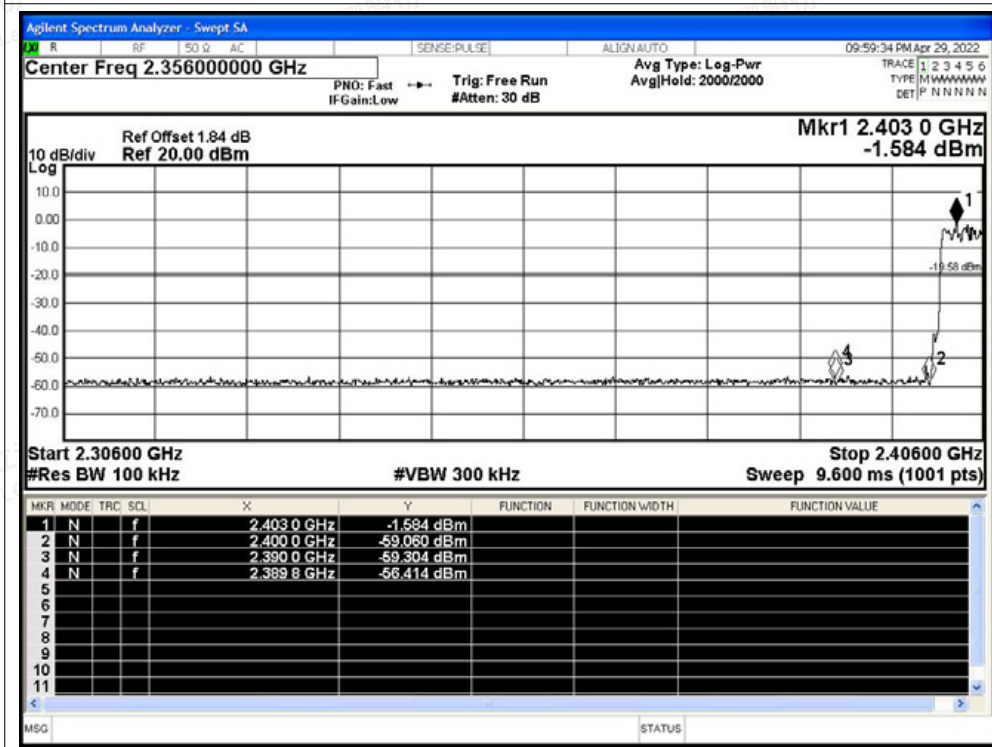 Agilent Spectrum Analyzer - Swept SA
LXI R RF 50 Ω AC SENSE:PULSE ALIGN AUTO 09:59:34 PM Apr 29, 2022
Center Freq 2.356000000 GHz
PNO: Fast
IFGain:Low
Trig: Free Run
#Atten: 30 dB
Avg Type: Log-Pwr
Avg|Hold: 2000/2000
TRACE 1 2 3 4 5 6
TYPE M WWWWW
DET P N N N N N
Mkr1 2.403 0 GHz
-1.584 dBm
Ref Offset 1.84 dB
10 dB/div Ref 20.00 dBm
Log
10.0
0.00
-10.0
-20.0
-30.0
-40.0
-50.0
-60.0
-70.0
1
-19.58 dBm
4
3
2
Start 2.30600 GHz Stop 2.40600 GHz
#Res BW 100 kHz #VBW 300 kHz Sweep 9.600 ms (1001 pts)
MKR MODE TRC SCL X Y FUNCTION FUNCTION WIDTH FUNCTION VALUE
1 N f 2.403 0 GHz -1.584 dBm
2 N f 2.400 0 GHz -59.060 dBm
3 N f 2.390 0 GHz -59.304 dBm
4 N f 2.389 8 GHz -56.414 dBm
5
6
7
8
9
10
11
MSG STATUS